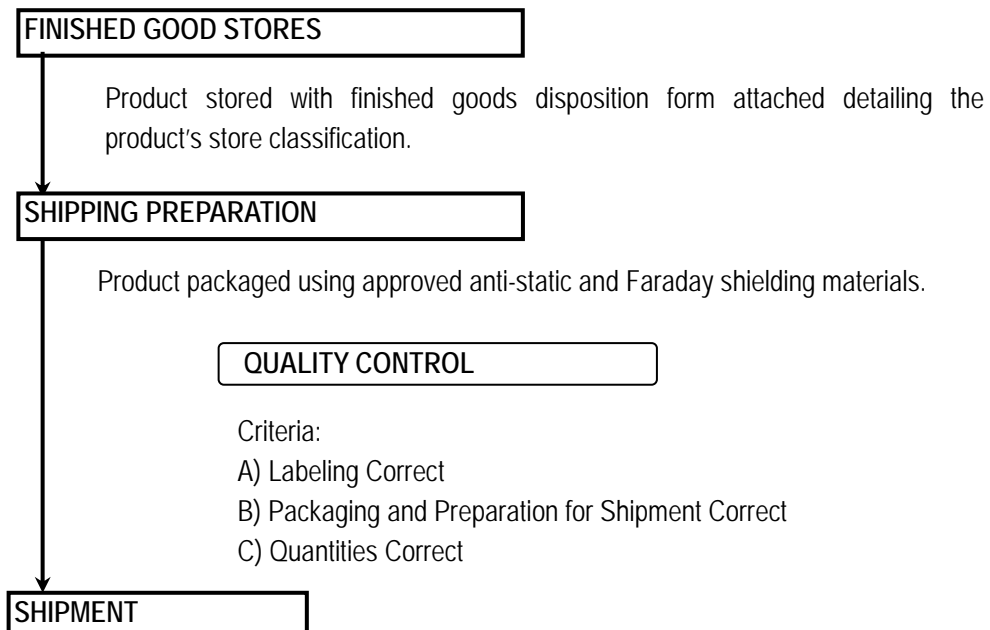 FINISHED GOOD STORES
Product stored with finished goods disposition form attached detailing the
product's store classification.
SHIPPING PREPARATION
Product packaged using approved anti-static and Faraday shielding materials.
QUALITY CONTROL
Criteria:
A) Labeling Correct
B) Packaging and Preparation for Shipment Correct
C) Quantities Correct
SHIPMENT